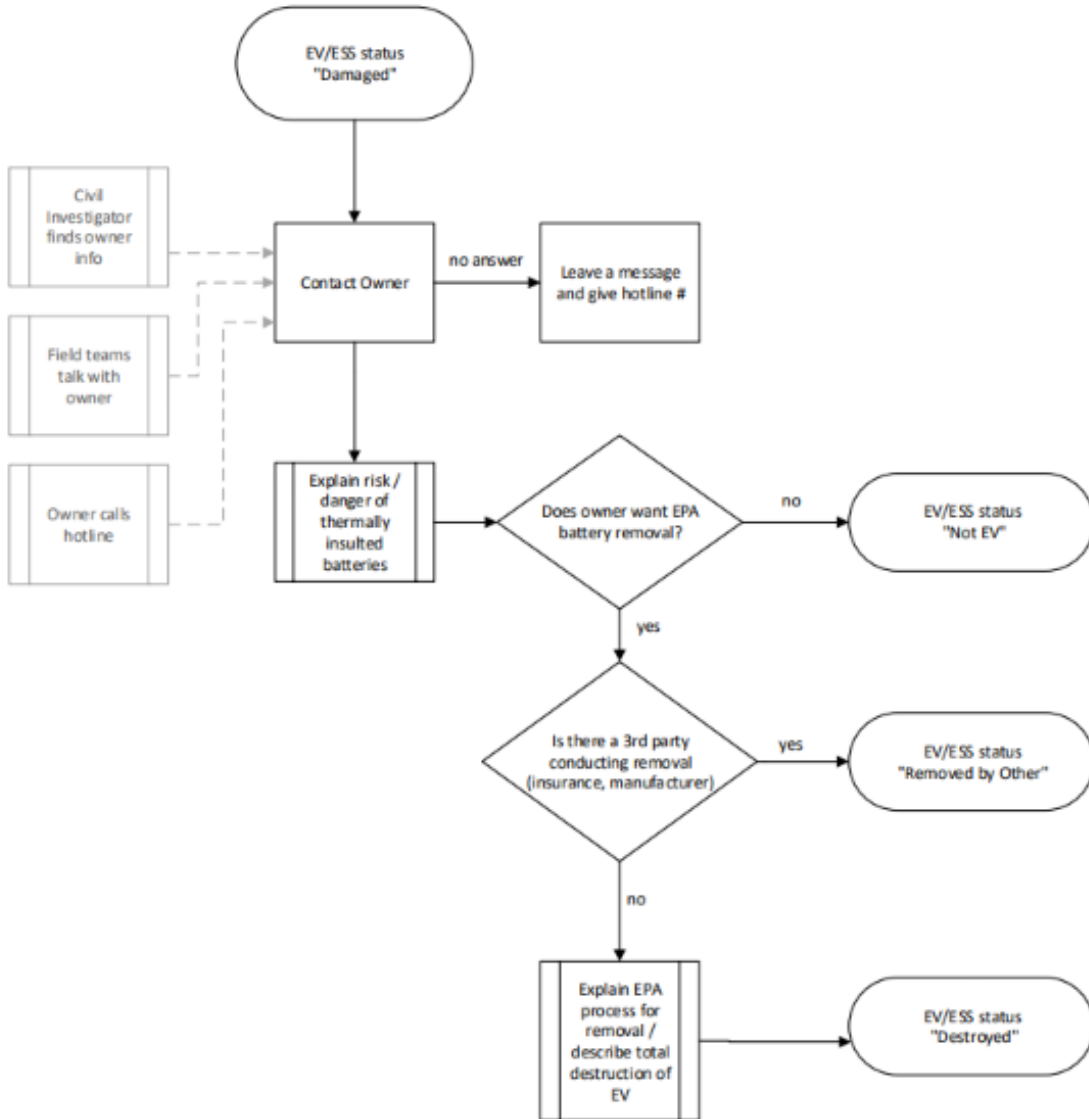 EV/ESS status
"Damaged"
Civil
Investigator
finds owner
info
Contact Owner
no answer
Leave a message
and give hotline #
Field teams
talk with
owner
Owner calls
hotline
Explain risk /
danger of
thermally
insulted
batteries
Does owner want EPA
battery removal?
no
EV/ESS status
"Not EV"
yes
Is there a 3rd party
conducting removal
(insurance, manufacturer)
yes
EV/ESS status
"Removed by Other"
no
Explain EPA
process for
removal /
describe total
destruction of
EV
EV/ESS status
"Destroyed"